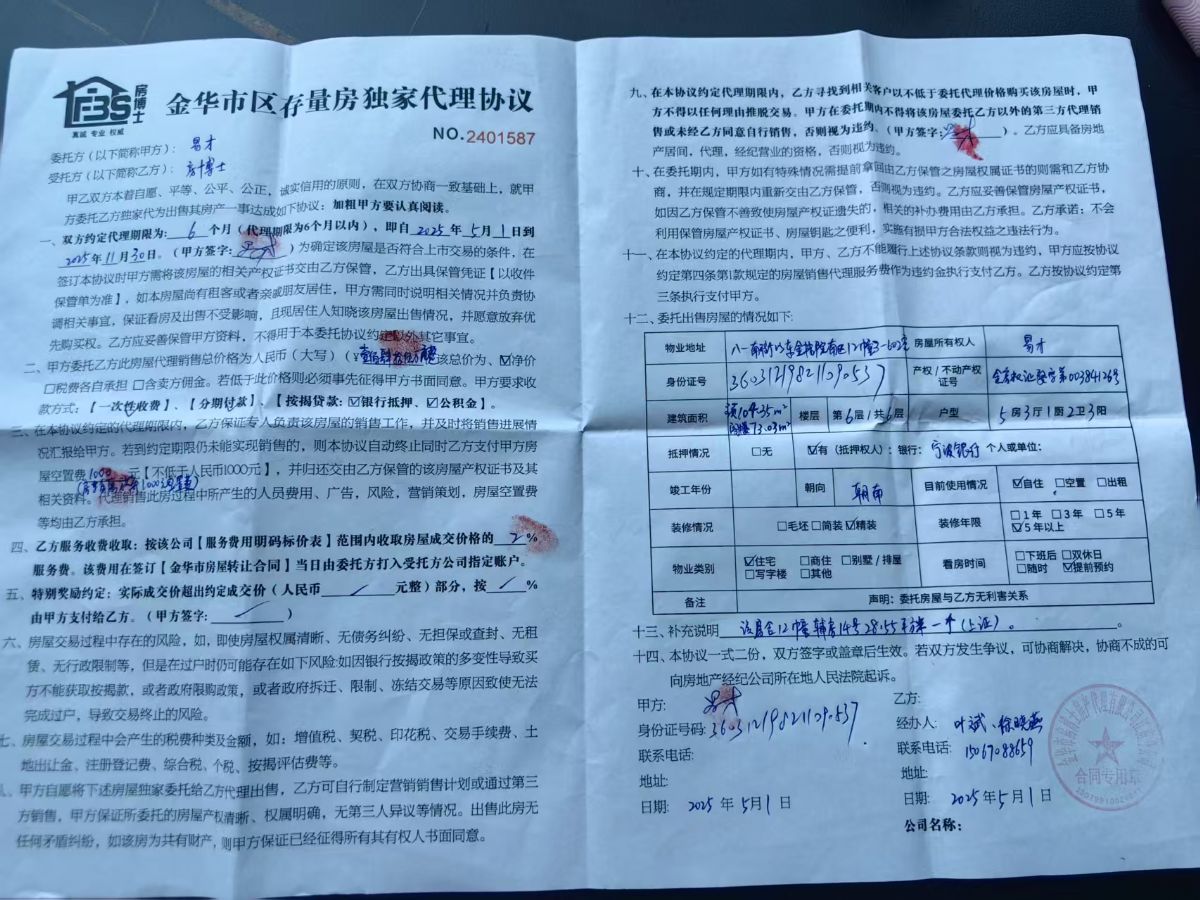 FBS
房博士
真诚 专业 权威
金华市区存量房独家代理协议
NO.2401587
委托方（以下简称甲方）：易才
受托方（以下简称乙方）：房博士
甲乙双方本着自愿、平等、公平、公正，诚实信用的原则，在双方协商一致基础上，就甲
方委托乙方独家代为出售其房产一事达成如下协议：加粗甲方要认真阅读。
一、双方约定代理期限为：6个月（代理期限为6个月以内），即自2025年5月1日到
2025年11月30日。（甲方签字：）为确定该房屋是否符合上市交易的条件，在
签订本协议时甲方需将该房屋的相关产权证书交由乙方保管，乙方出具保管凭证【以收件
保管单为准】，如本房屋尚有租客或者亲戚朋友居住，甲方需同时说明相关情况并负责协
调相关事宜，保证看房及出售不受影响，且现居住人知晓该房屋出售情况，并愿意放弃优
先购买权。乙方应妥善保管甲方资料，不得用于本委托协议约定以外其它事宜。
二、甲方委托乙方此房屋代理销售总价格为人民币（大写）（该总价为、☑净价
□税费各自承担 □含卖方佣金。若低于此价格则必须事先征得甲方书面同意。甲方要求收
款方式：【一次性收费】、【分期付款】、【按揭贷款：☑银行抵押、☑公积金】。
三、在本协议约定的代理期限内，乙方保证专人负责该房屋的销售工作，并及时将销售进展情
况汇报给甲方。若到约定期限仍未能实现销售的，则本协议自动终止同时乙方支付甲方房
屋空置费1000元【不低于人民币1000元】，并归还交由乙方保管的该房屋产权证书及其
相关资料。代理销售此房过程中所产生的人员费用、广告，风险，营销策划，房屋空置费
等均由乙方承担。
四、乙方服务收费收取：按该公司【服务费用明码标价表】范围内收取房屋成交价格的2%
服务费。该费用在签订【金华市房屋转让合同】当日由委托方打入受托方公司指定账户。
五、特别奖励约定：实际成交价超出约定成交价（人民币／元整）部分，按／%
由甲方支付给乙方。（甲方签字：／）
六、房屋交易过程中存在的风险，如，即使房屋权属清晰、无债务纠纷、无担保或查封、无租
赁、无行政限制等，但是在过户时仍可能存在如下风险:如因银行按揭政策的多变性导致买
方不能获取按揭款，或者政府限购政策，或者政府拆迁、限制、冻结交易等原因致使无法
完成过户，导致交易终止的风险。
七、房屋交易过程中会产生的税费种类及金额，如：增值税、契税、印花税、交易手续费、土
地出让金、注册登记费、综合税、个税、按揭评估费等。
八、甲方自愿将下述房屋独家委托给乙方代理出售，乙方可自行制定营销销售计划或通过第三
方销售，甲方保证所委托的房屋产权清晰、权属明确，无第三人异议等情况。出售此房无
任何矛盾纠纷，如该房为共有财产，则甲方保证已经征得所有其有权人书面同意。
九、在本协议约定代理期限内，乙方寻找到相关客户以不低于委托代理价格购买该房屋时，甲
方不得以任何理由推脱交易。甲方在委托期内不得将该房屋委托乙方以外的第三方代理销
售或未经乙方同意自行销售，否则视为违约。（甲方签字：）。乙方应具备房地
产居间，代理，经纪营业的资格，否则视为违约。
十、在委托期内，甲方如有特殊情况需提前拿回由乙方保管之房屋权属证书的则需和乙方协
商，并在规定期限内重新交由乙方保管，否则视为违约。乙方应妥善保管房屋产权证书，
如因乙方保管不善致使房屋产权证遗失的，相关的补办费用由乙方承担。乙方承诺：不会
利用保管房屋产权证书、房屋钥匙之便利，实施有损甲方合法权益之违法行为。
十一、在本协议约定的代理期内，甲方、乙方不能履行上述协议条款则视为违约，甲方应按协议
约定第四条第1款规定的房屋销售代理服务费作为违约金执行支付乙方。乙方按协议约定第
三条执行支付甲方。
十二、委托出售房屋的情况如下:
物业地址 房屋所有权人 易才
身份证号 360312198211090537 产权／不动产权证号
建筑面积 104.35m² 73.03m² 楼层 第6层/共6层 户型 5房3厅1厨2卫3阳
抵押情况 □无 ☑有（抵押权人）：银行：宁波银行 个人或单位:
竣工年份 朝向 朝南 目前使用情况 ☑自住 □空置 □出租
装修情况 □毛坯 □简装 ☑精装 装修年限 □1年 □3年 □5年 ☑5年以上
物业类别 ☑住宅 □商住 □别墅/排屋 □写字楼 □其他 看房时间 □下班后 □双休日 □随时 ☑提前预约
备注 声明：委托房屋与乙方无利害关系
十三、补充说明 该房含12幢辅房14号28.55平方第一个（上证）。
十四、本协议一式二份，双方签字或盖章后生效。若双方发生争议，可协商解决，协商不成的可
向房地产经纪公司所在地人民法院起诉。
甲方：易才
身份证号码:360312198211090537
联系电话:
地址:
日期: 2025年5月1日
乙方:
经办人: 叶斌、徐晓燕
联系电话: 15067088659
地址:
日期: 2025年5月1日
公司名称:
合同专用章